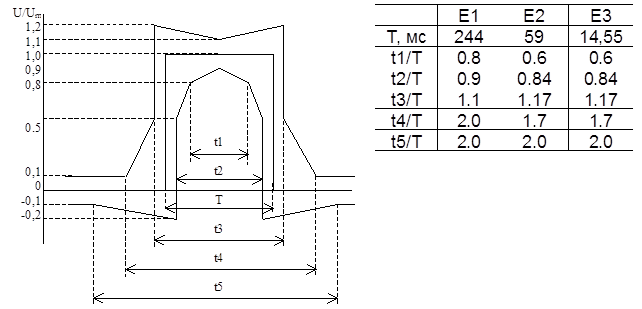 U/Um
1,2
1,1
1,0
0,9
0,8
0.5
0,1
0
-0,1
-0,2
t1
t2
T
t3
t4
t5
E1 E2 E3
T, мс 244 59 14,55
t1/T 0.8 0.6 0.6
t2/T 0.9 0.84 0.84
t3/T 1.1 1.17 1.17
t4/T 2.0 1.7 1.7
t5/T 2.0 2.0 2.0